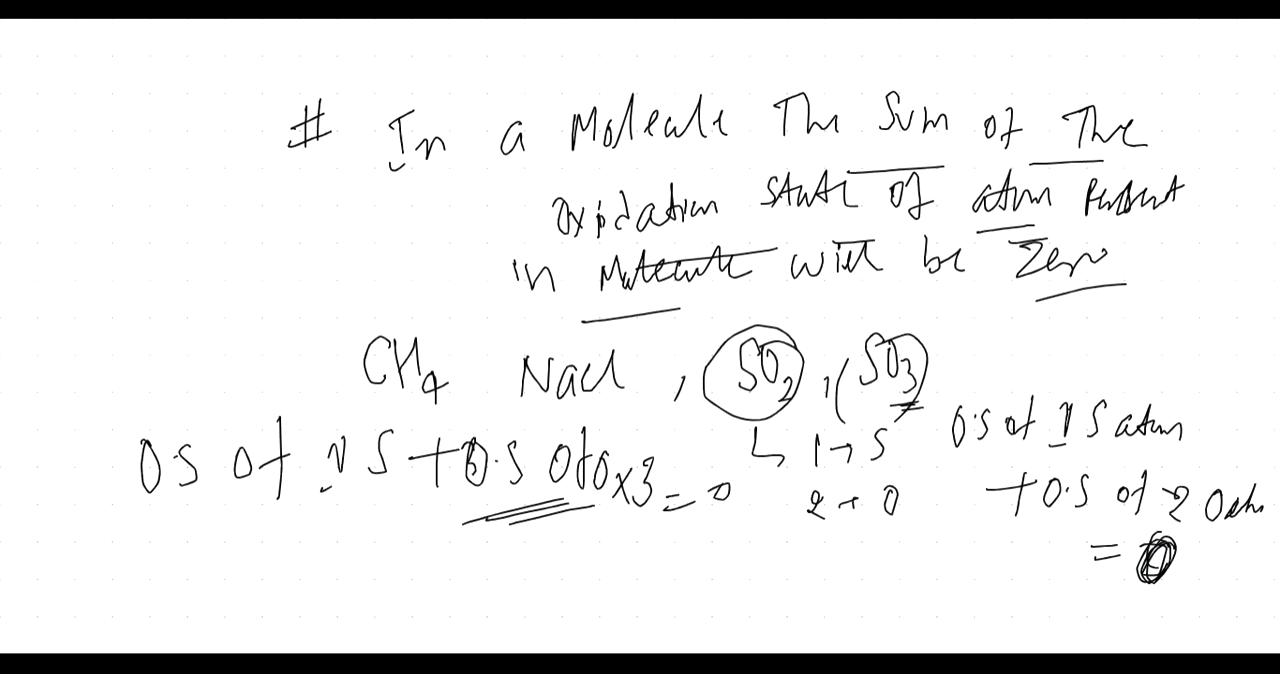 # In a Molecule The Sum of The
oxidation state of atom Present
in Molecule will be Zero
CH4 NaCl , SO2 , SO3
O.S of 1 S + O.S of O x 3 = 0
1 → S
2 → O
O.S of 1 S atom
+ O.S of 2 O atm
= 0